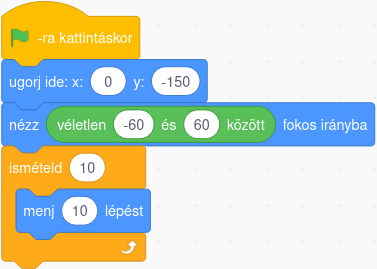 -ra kattintáskor
ugorj ide: x: 0 y: -150
nézz véletlen -60 és 60 között fokos irányba
ismételd 10
menj 10 lépést